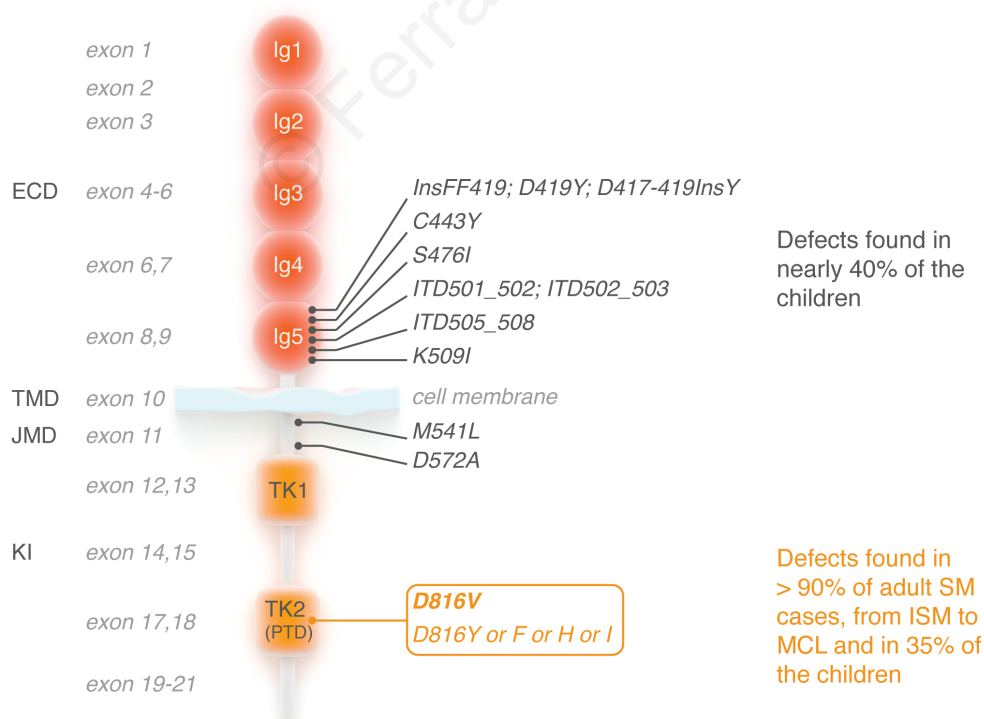 exon 1
Ig1
exon 2
exon 3
Ig2
© Ferra
ECD
exon 4-6
Ig3
InsFF419; D419Y; D417-419InsY
C443Y
S476I
exon 6,7
Ig4
ITD501_502; ITD502_503
ITD505_508
K509I
exon 8,9
Ig5
Defects found in
nearly 40% of the
children
TMD
exon 10
cell membrane
JMD
exon 11
M541L
D572A
exon 12,13
TK1
KI
exon 14,15
exon 17,18
TK2
(PTD)
D816V
D816Y or F or H or I
Defects found in
> 90% of adult SM
cases, from ISM to
MCL and in 35% of
the children
exon 19-21